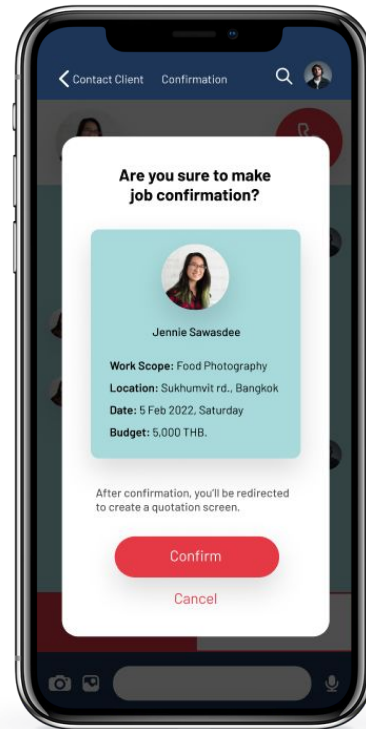 Contact Client Confirmation
Are you sure to make
job confirmation?
Jennie Sawasdee
Work Scope: Food Photography
Location: Sukhumvit rd., Bangkok
Date: 5 Feb 2022, Saturday
Budget: 5,000 THB.
After confirmation, you'll be redirected
to create a quotation screen.
Confirm
Cancel